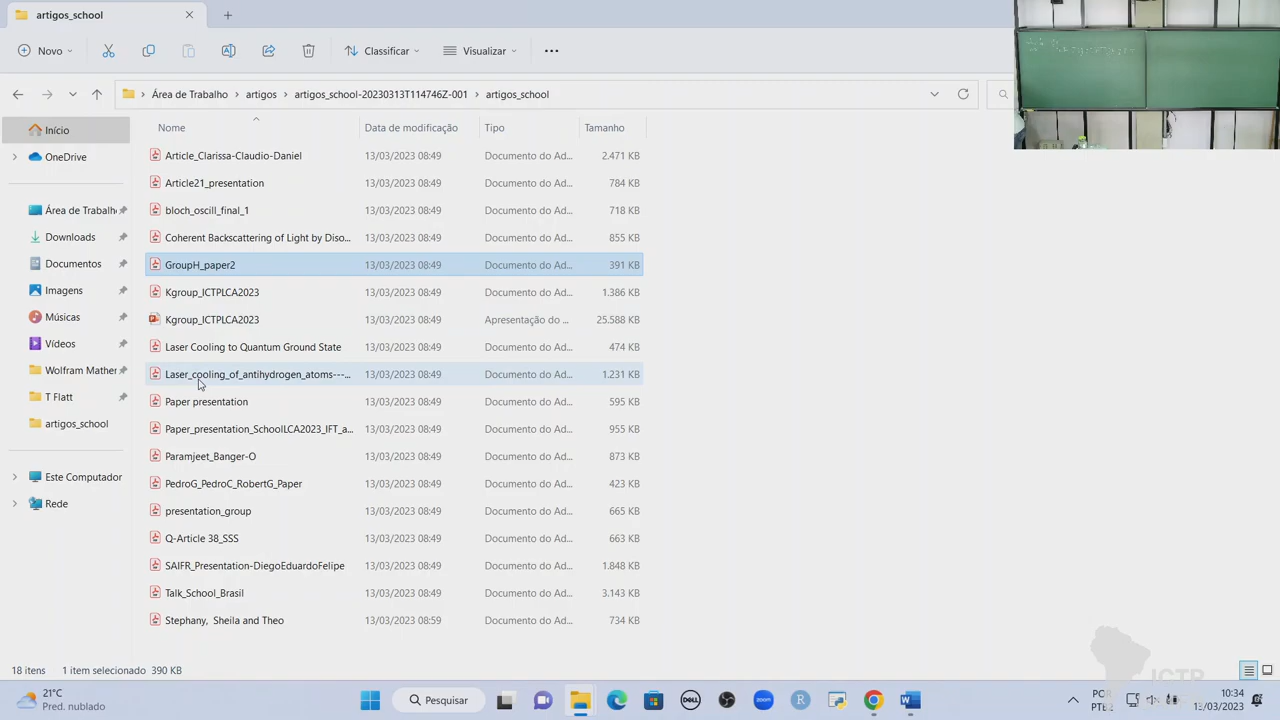 artigos_school
Novo
Classificar
Visualizar
Área de Trabalho
artigos
artigos_school-20230313T114746Z-001
artigos_school
Nome
Data de modificação
Tipo
Tamanho
Início
OneDrive
Área de Trabalh
Downloads
Documentos
Imagens
Músicas
Vídeos
Wolfram Mather
T Flatt
artigos_school
Este Computador
Rede
Article_Clarissa-Claudio-Daniel 13/03/2023 08:49 Documento do Ad... 2.471 KB
Article21_presentation 13/03/2023 08:49 Documento do Ad... 784 KB
bloch_oscill_final_1 13/03/2023 08:49 Documento do Ad... 718 KB
Coherent Backscattering of Light by Diso... 13/03/2023 08:49 Documento do Ad... 855 KB
GroupH_paper2 13/03/2023 08:49 Documento do Ad... 391 KB
Kgroup_ICTPLCA2023 13/03/2023 08:49 Documento do Ad... 1.386 KB
Kgroup_ICTPLCA2023 13/03/2023 08:49 Apresentação do ... 25.588 KB
Laser Cooling to Quantum Ground State 13/03/2023 08:49 Documento do Ad... 474 KB
Laser_cooling_of_antihydrogen_atoms---... 13/03/2023 08:49 Documento do Ad... 1.231 KB
Paper presentation 13/03/2023 08:49 Documento do Ad... 595 KB
Paper_presentation_SchoolLCA2023_IFT_a... 13/03/2023 08:49 Documento do Ad... 955 KB
Paramjeet_Banger-O 13/03/2023 08:49 Documento do Ad... 873 KB
PedroG_PedroC_RobertG_Paper 13/03/2023 08:49 Documento do Ad... 423 KB
presentation_group 13/03/2023 08:49 Documento do Ad... 665 KB
Q-Article 38_SSS 13/03/2023 08:49 Documento do Ad... 663 KB
SAIFR_Presentation-DiegoEduardoFelipe 13/03/2023 08:49 Documento do Ad... 1.848 KB
Talk_School_Brasil 13/03/2023 08:49 Documento do Ad... 3.143 KB
Stephany, Sheila and Theo 13/03/2023 08:59 Documento do Ad... 734 KB
18 itens 1 item selecionado 390 KB
ICTP
21°C
Pred. nublado
Pesquisar
DELL
zoom
R
W
POR
PTB2
10:34
15/03/2023